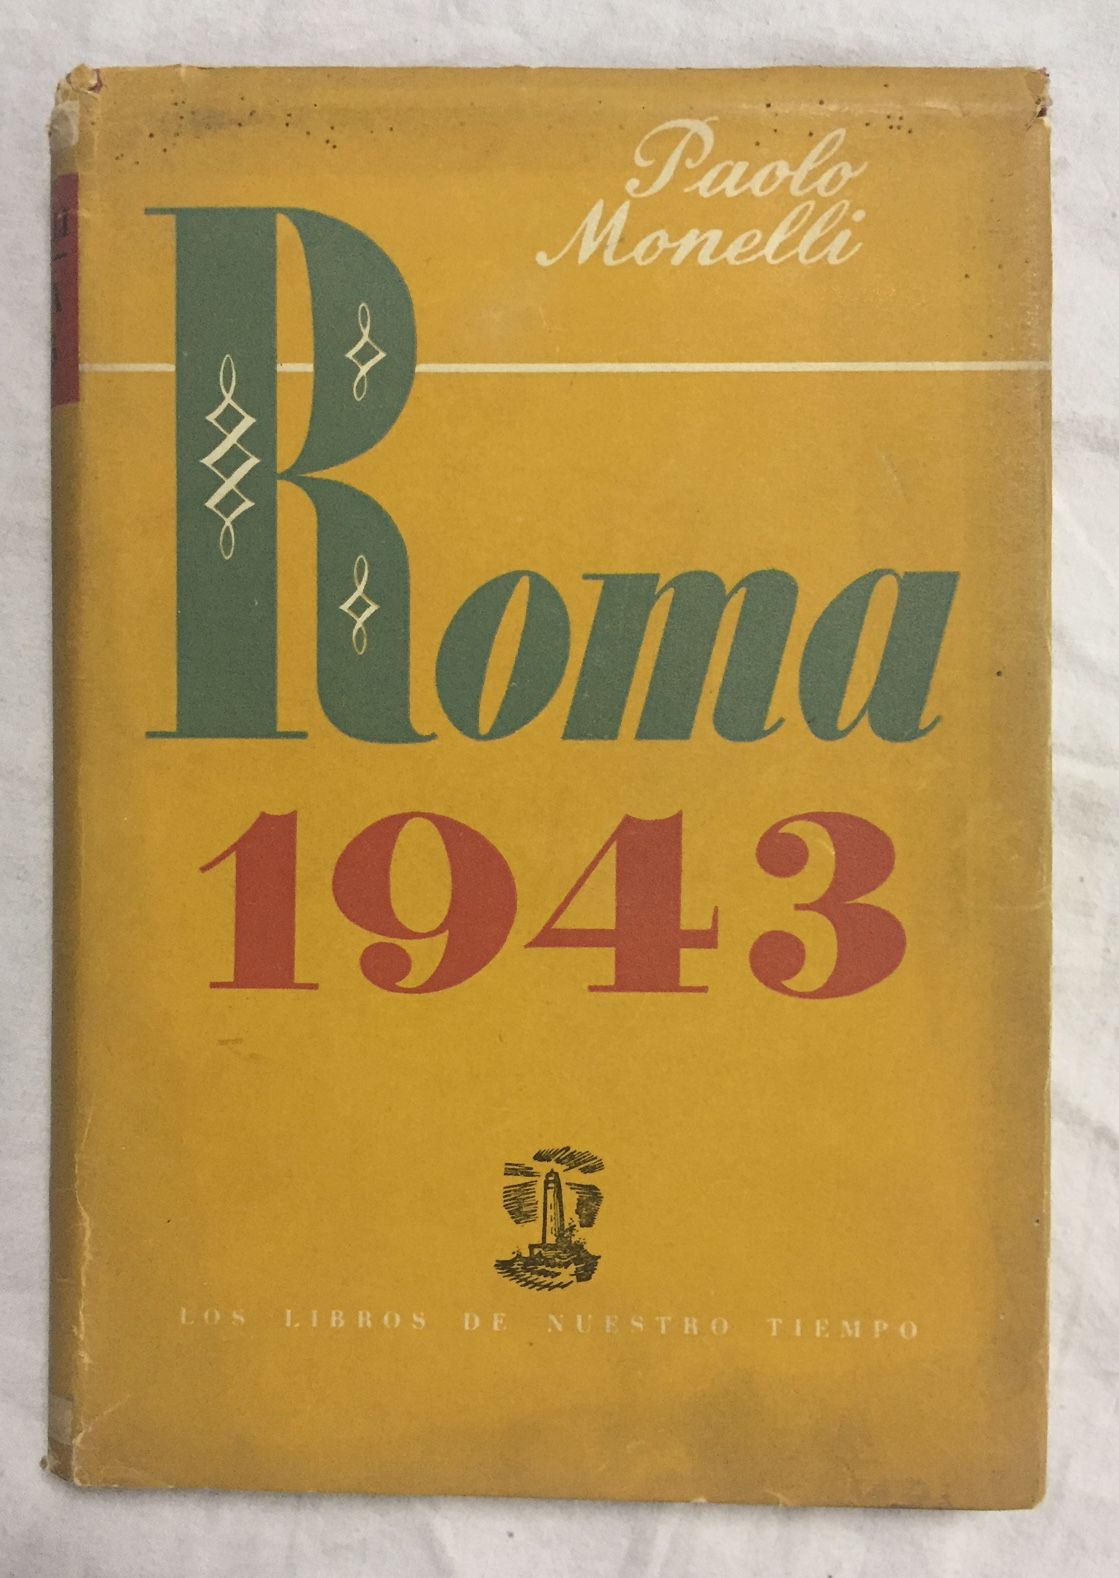 Paolo
Monelli
Roma
1943
LOS LIBROS DE NUESTRO TIEMPO